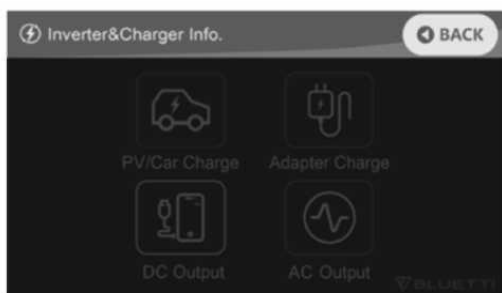 Inverter&Charger Info.
BACK
PV/Car Charge
Adapter Charge
DC Output
AC Output
BLUETTI